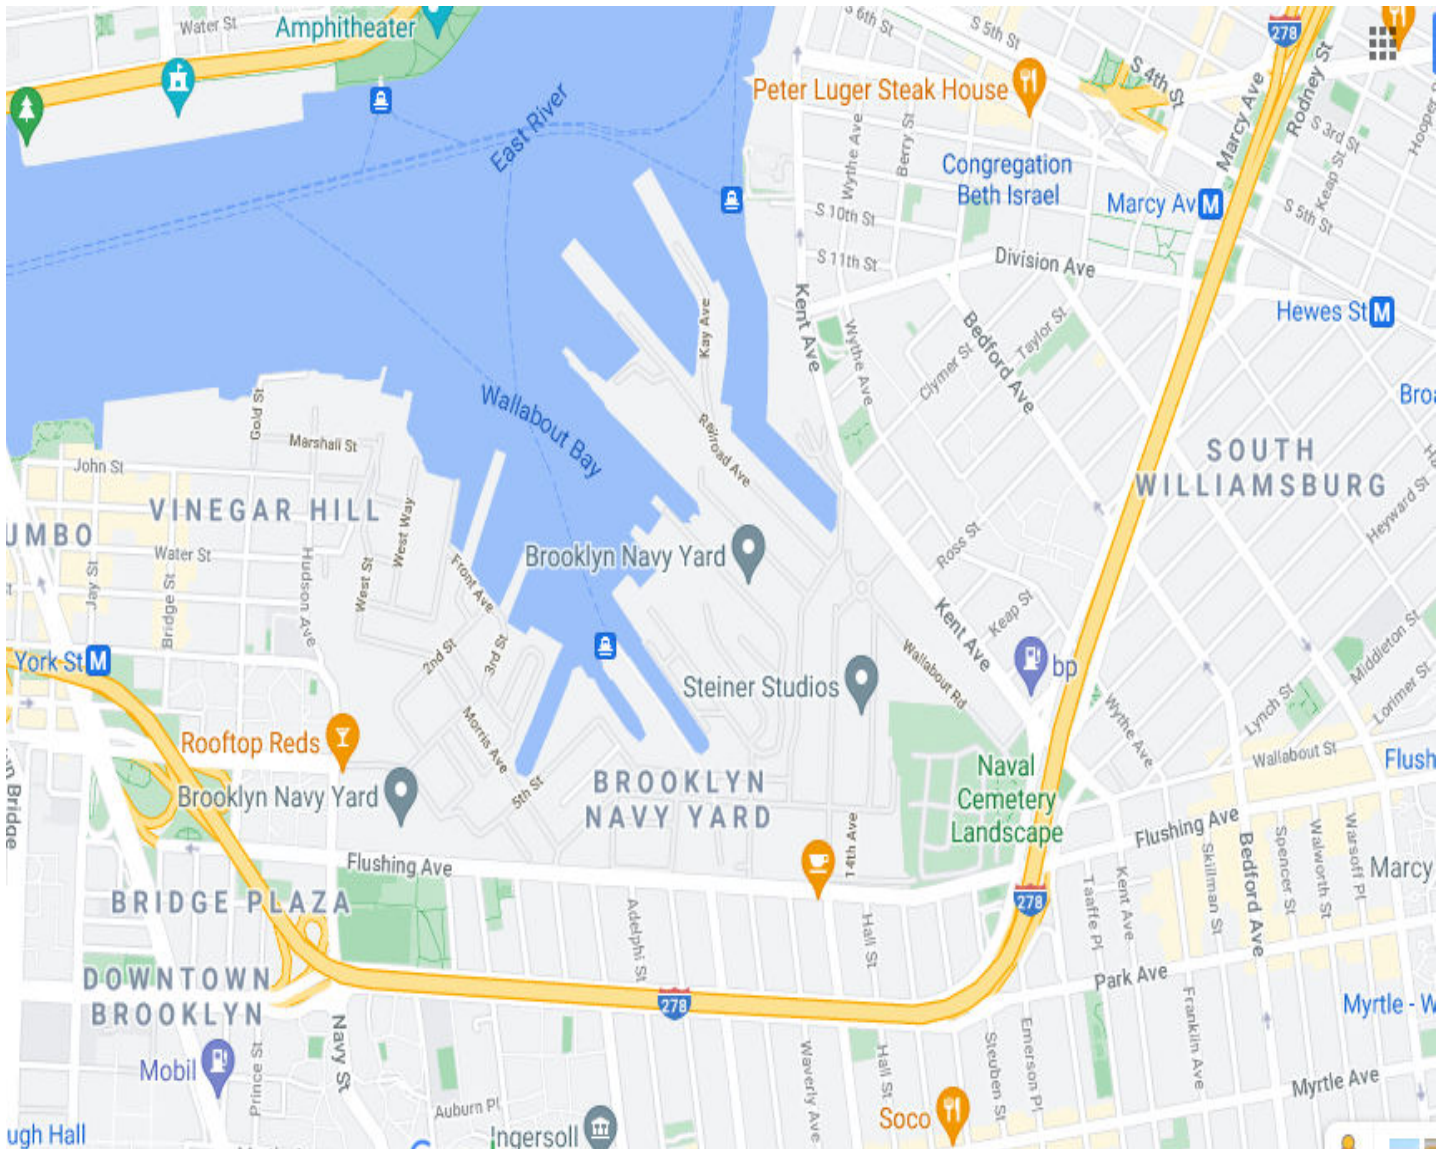 Water St
Amphitheater
S 6th St
S 5th St
278
S 4th St
Marcy Ave
Rodney St
Peter Luger Steak House
East River
Wythe Ave
Berry St
S 3rd St
Keap St
Hooper S
Congregation
Beth Israel
Marcy Av
M
S 10th St
S 5th St
S 11th St
Division Ave
Kay Ave
Kent Ave
Hewes St
M
Wythe Ave
Bedford Ave
Taylor St
Clymer St
Gold St
Wallabout Bay
Broa
Marshall St
Railroad Ave
John St
SOUTH
WILLIAMSBURG
VINEGAR HILL
West Way
Heyward St
UMBO
Water St
Hudson Ave
West St
Front Ave
Brooklyn Navy Yard
Ross St
Jay St
Bridge St
Kent Ave
Keap St
Middleton St
York St
M
2nd St
3rd St
Steiner Studios
Wallabout Rd
bp
Lynch St
Lorimer St
Rooftop Reds
Morris Ave
Wythe Ave
Wallabout St
Flush
Brooklyn Navy Yard
5th St
BROOKLYN
NAVY YARD
Naval
Cemetery
Landscape
n Bridge
14th Ave
Flushing Ave
Flushing Ave
Marcy
BRIDGE PLAZA
278
Adelphi St
Hall St
Taaffe Pl
Kent Ave
Skillman St
Bedford Ave
Spencer St
Walworth St
Warsoff Pl
DOWNTOWN
BROOKLYN
278
Park Ave
Myrtle - W
Navy St
Prince St
Mobil
Waverly Ave
Hall St
Steuben St
Emerson Pl
Franklin Ave
Myrtle Ave
Auburn Pl
Soco
ugh Hall
Ingersoll